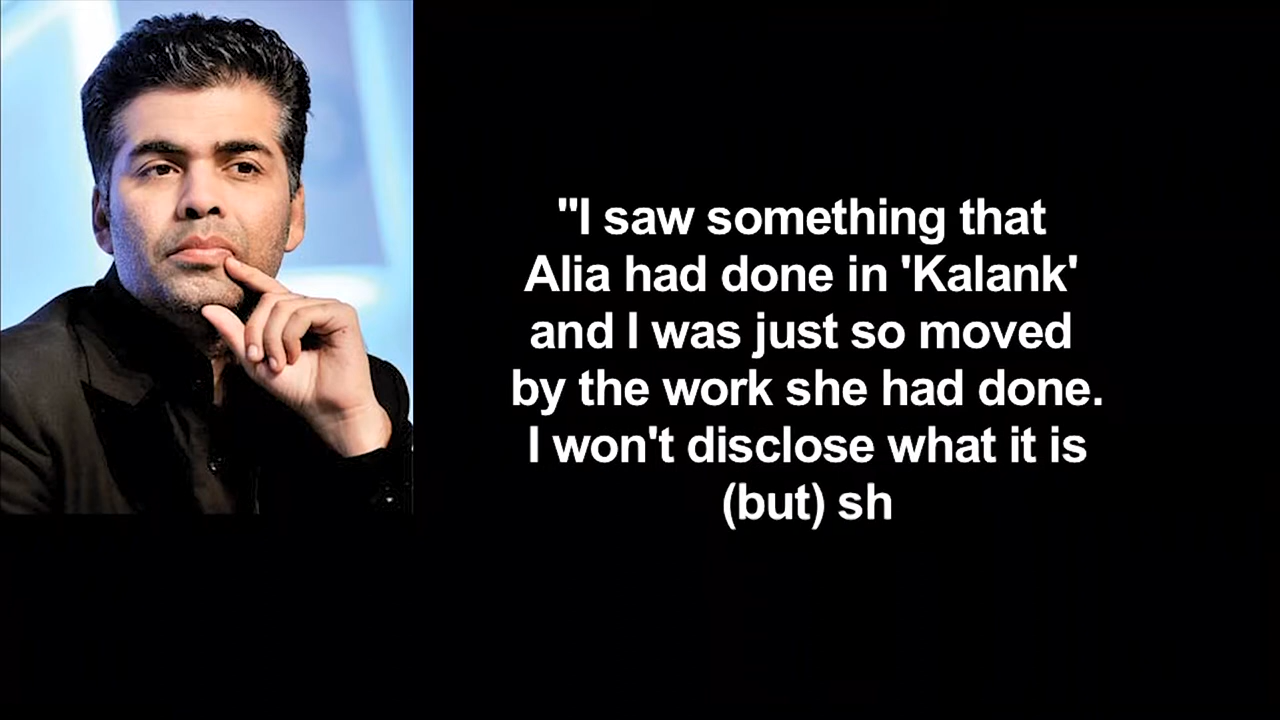 "I saw something that
Alia had done in 'Kalank'
and I was just so moved
by the work she had done.
I won't disclose what it is
(but) sh